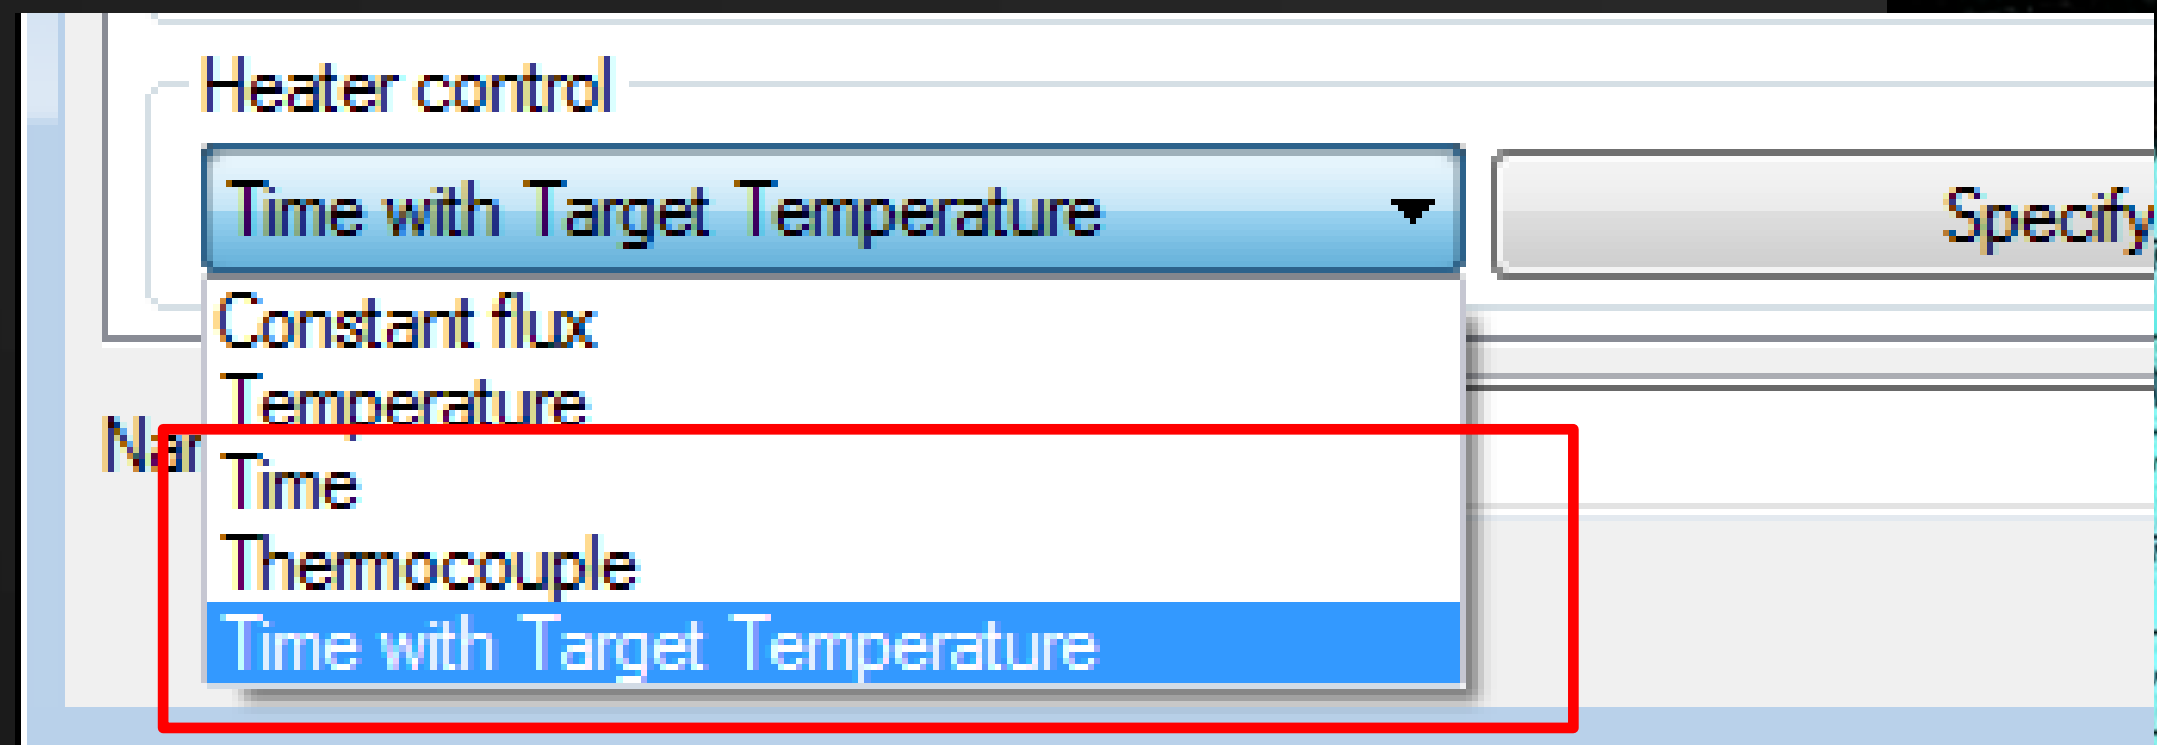 Heater control
Time with Target Temperature
Specify
Constant flux
Temperature
Time
Thermocouple
Time with Target Temperature